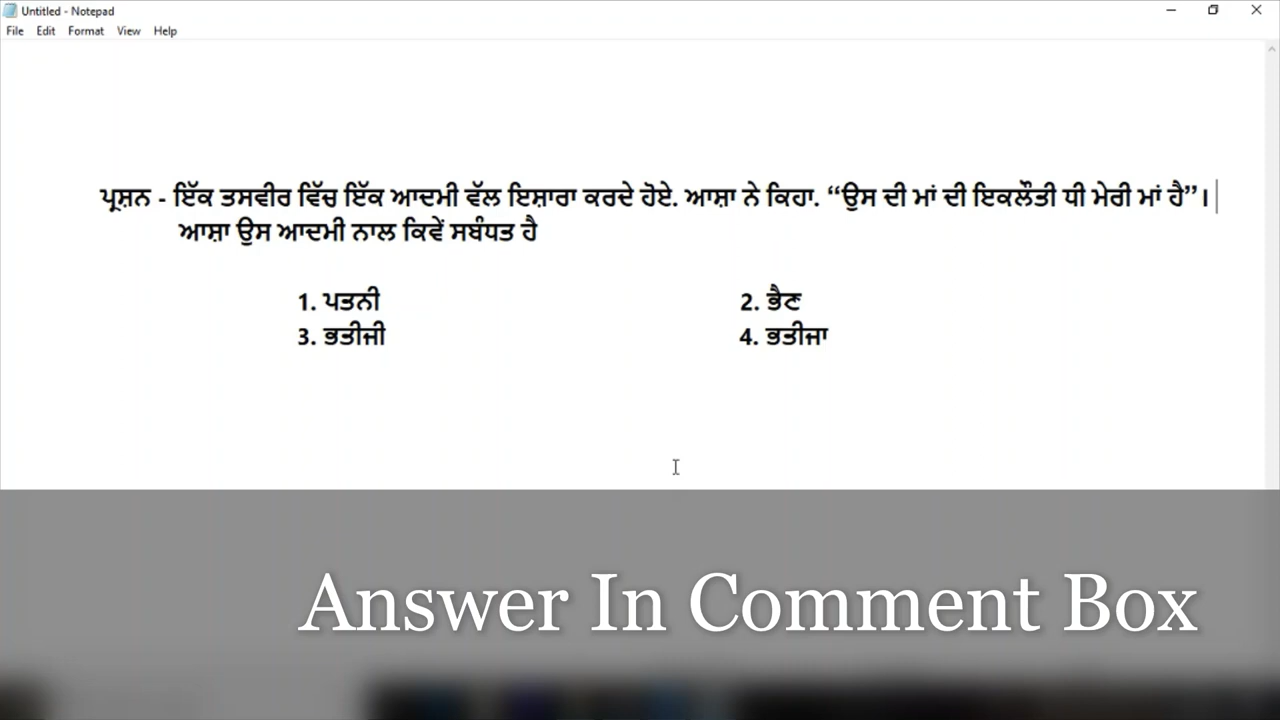 Untitled - Notepad
File Edit Format View Help
ਪ੍ਰਸ਼ਨ - ਇੱਕ ਤਸਵੀਰ ਵਿੱਚ ਇੱਕ ਆਦਮੀ ਵੱਲ ਇਸ਼ਾਰਾ ਕਰਦੇ ਹੋਏ. ਆਸ਼ਾ ਨੇ ਕਿਹਾ. “ਉਸ ਦੀ ਮਾਂ ਦੀ ਇਕਲੌਤੀ ਧੀ ਮੇਰੀ ਮਾਂ ਹੈ”।
ਆਸ਼ਾ ਉਸ ਆਦਮੀ ਨਾਲ ਕਿਵੇਂ ਸਬੰਧਤ ਹੈ
1. ਪਤਨੀ 2. ਭੈਣ
3. ਭਤੀਜੀ 4. ਭਤੀਜਾ
Answer In Comment Box